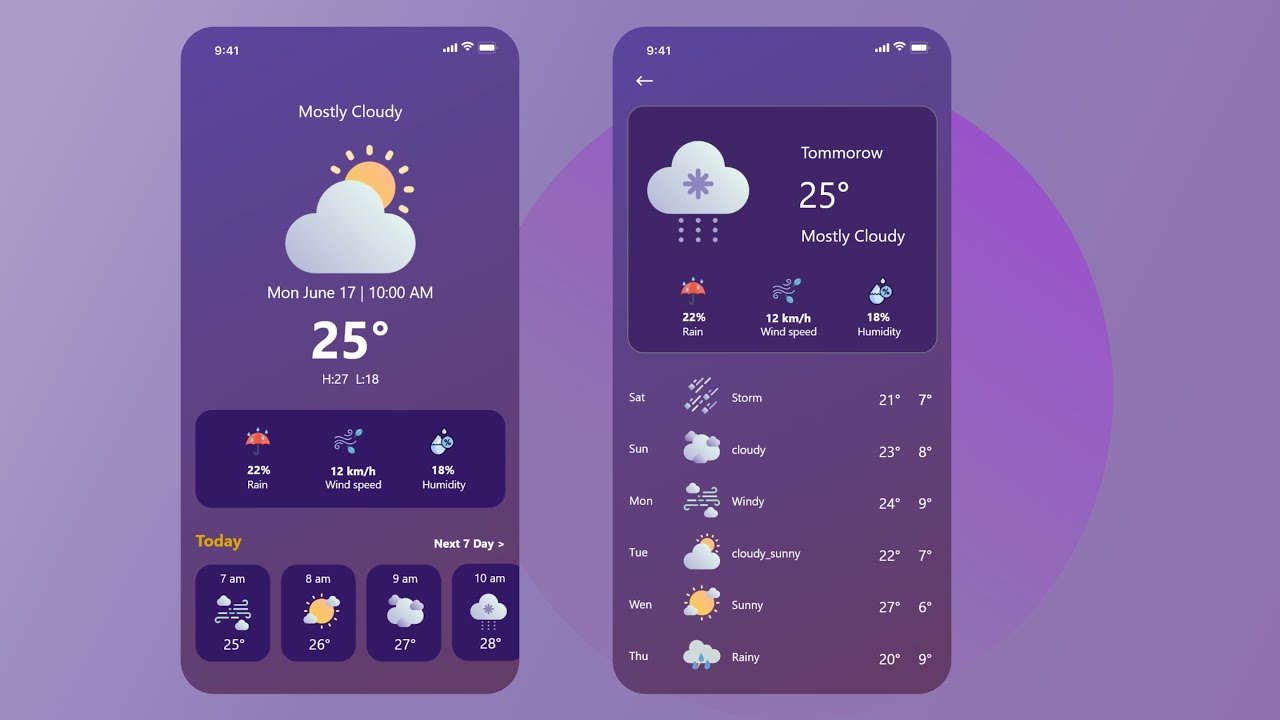 9:41
Mostly Cloudy
Mon June 17 | 10:00 AM
25°
H:27 L:18
22% 12 km/h 18%
Rain Wind speed Humidity
Today Next 7 Day >
7 am 8 am 9 am 10 am
25° 26° 27° 28°
9:41
Tommorow
25°
Mostly Cloudy
22% 12 km/h 18%
Rain Wind speed Humidity
Sat Storm 21° 7°
Sun cloudy 23° 8°
Mon Windy 24° 9°
Tue cloudy_sunny 22° 7°
Wen Sunny 27° 6°
Thu Rainy 20° 9°